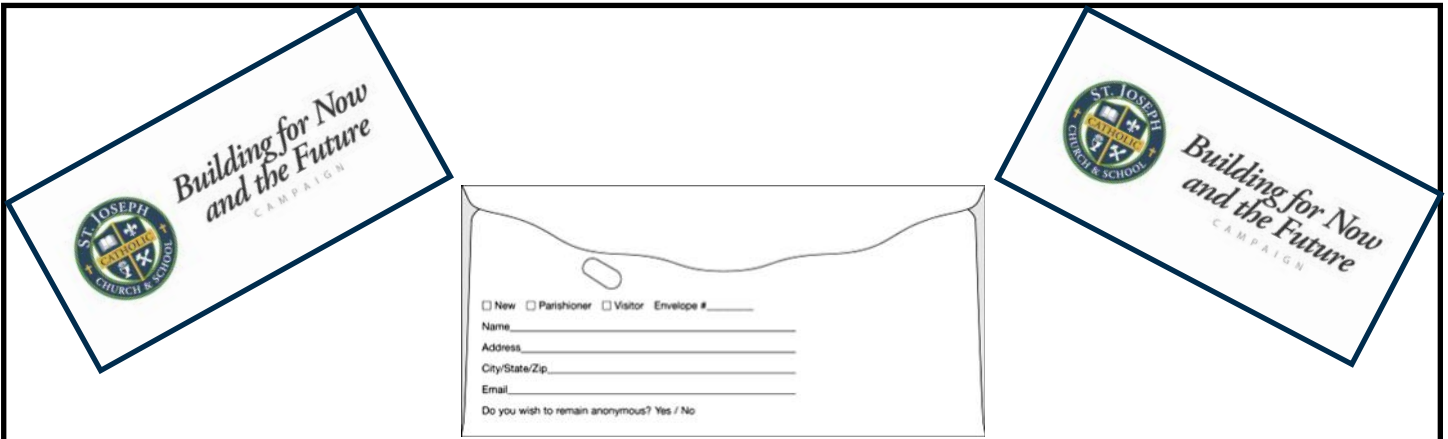 ST. JOSEPH
CATHOLIC
CHURCH & SCHOOL
Building for Now
and the Future
CAMPAIGN
ST. JOSEPH
CATHOLIC
CHURCH & SCHOOL
Building for Now
and the Future
CAMPAIGN
New Parishioner Visitor Envelope #________
Name
Address
City/State/Zip
Email
Do you wish to remain anonymous? Yes / No